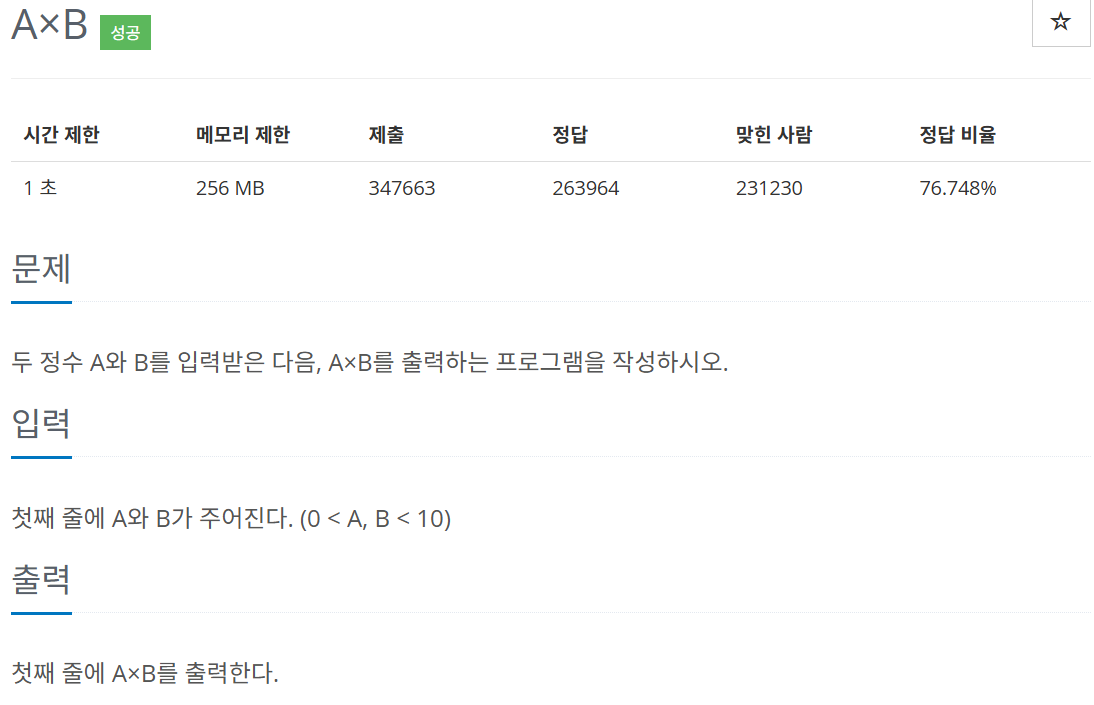 A×B 성공
☆
시간 제한 메모리 제한 제출 정답 맞힌 사람 정답 비율
1 초 256 MB 347663 263964 231230 76.748%
문제
두 정수 A와 B를 입력받은 다음, A×B를 출력하는 프로그램을 작성하시오.
입력
첫째 줄에 A와 B가 주어진다. (0 < A, B < 10)
출력
첫째 줄에 A×B를 출력한다.